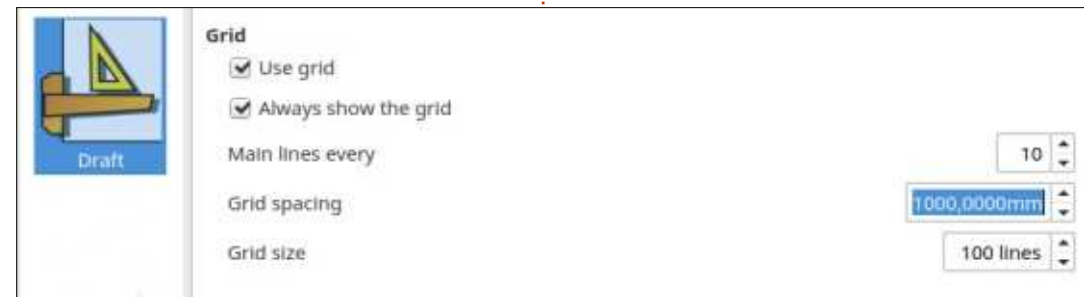 Grid
Use grid
Always show the grid
Draft
Main lines every 10
Grid spacing 1000,0000mm
Grid size 100 lines